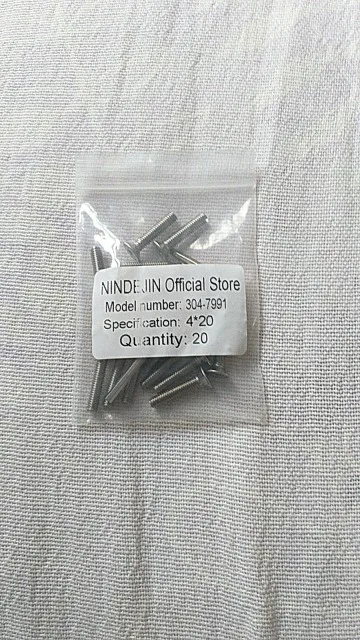 NINDEJIN Official Store
Model number: 304-7991
Specification: 4*20
Quantity: 20